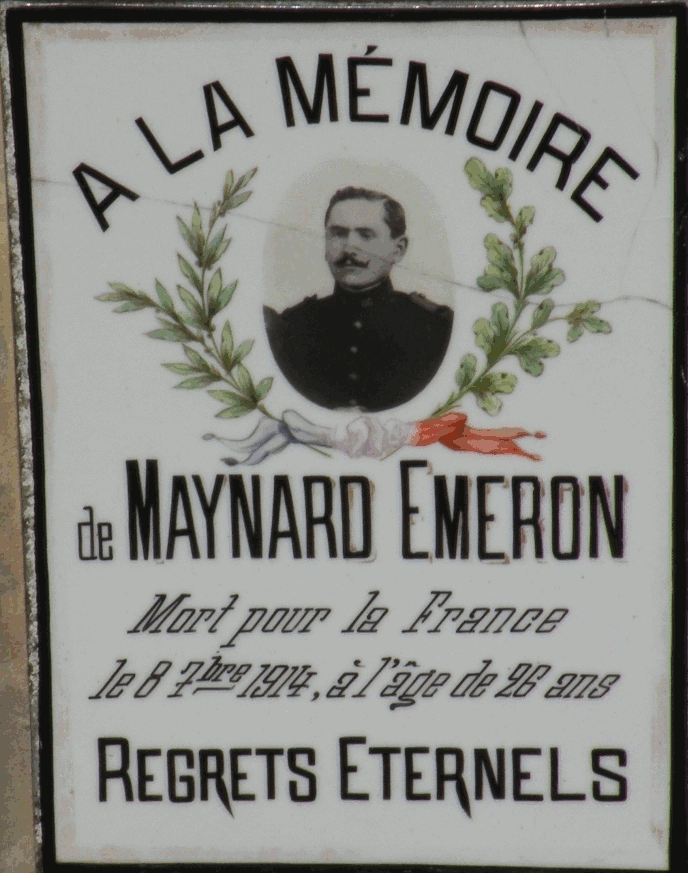 A LA MÉMOIRE
de MAYNARD EMERON
Mort pour la France
le 8 7bre 1914, à l'âge de 26 ans
REGRETS ETERNELS